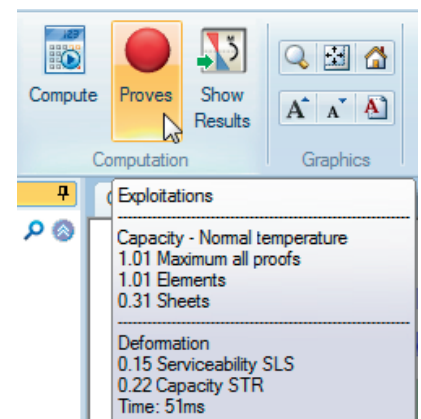 123
Compute
Proves
Show
Results
A A A
Computation
Graphics
Exploitations
Capacity - Normal temperature
1.01 Maximum all proofs
1.01 Elements
0.31 Sheets
Deformation
0.15 Serviceability SLS
0.22 Capacity STR
Time: 51ms